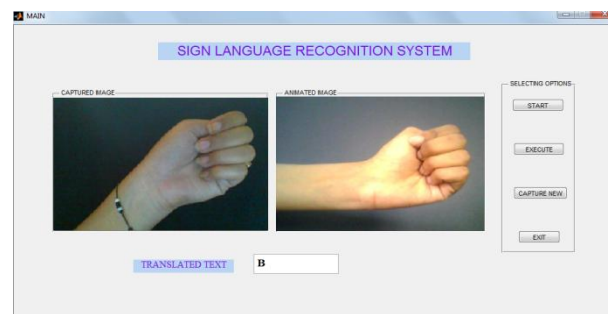 MAIN
SIGN LANGUAGE RECOGNITION SYSTEM
CAPTURED IMAGE
ANIMATED IMAGE
SELECTING OPTIONS
START
EXECUTE
CAPTURE NEW
EXIT
TRANSLATED TEXT
B